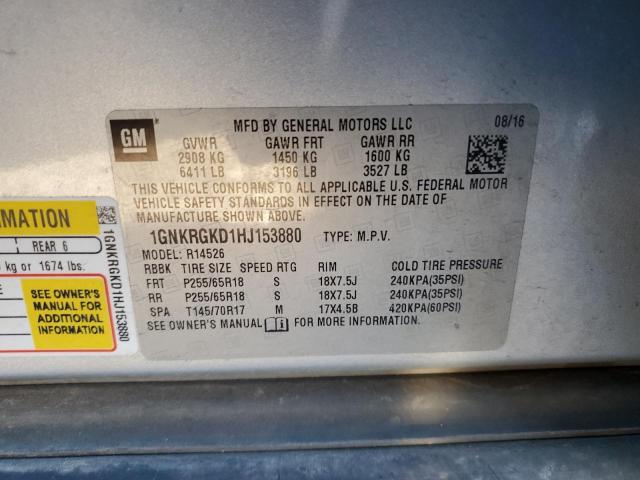 GM
MFD BY GENERAL MOTORS LLC
08/16
GVWR GAWR FRT GAWR RR
2908 KG 1450 KG 1600 KG
6411 LB 3196 LB 3527 LB
THIS VEHICLE CONFORMS TO ALL APPLICABLE U.S. FEDERAL MOTOR
VEHICLE SAFETY STANDARDS IN EFFECT ON THE DATE OF
MANUFACTURE SHOWN ABOVE.
1GNKRGKD1HJ153880 TYPE: M.P.V.
MODEL: R14526
RBBK TIRE SIZE SPEED RTG RIM COLD TIRE PRESSURE
FRT P255/65R18 S 18X7.5J 240KPA(35PSI)
RR P255/65R18 S 18X7.5J 240KPA(35PSI)
SPA T145/70R17 M 17X4.5B 420KPA(60PSI)
SEE OWNER'S MANUAL FOR MORE INFORMATION
REAR 6
kg or 1674 lbs.
SEE OWNER'S
MANUAL FOR
ADDITIONAL
INFORMATION
1GNKRGKD1HJ153880